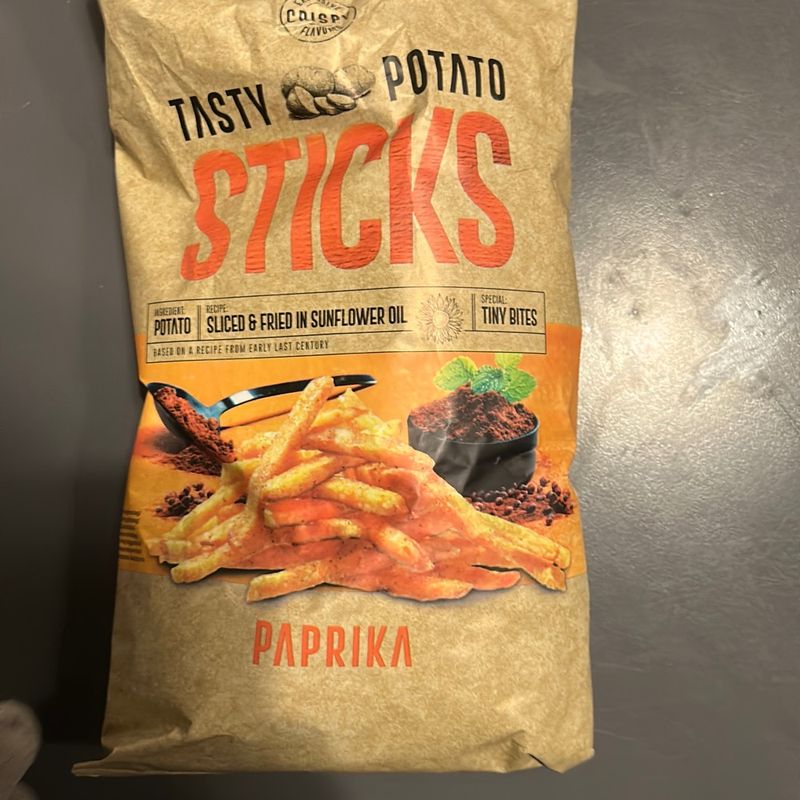 CRISPY
FLAVOUR
TASTY POTATO
STICKS
INGREDIENT: RECIPE: SPECIAL:
POTATO SLICED & FRIED IN SUNFLOWER OIL TINY BITES
BASED ON A RECIPE FROM EARLY LAST CENTURY
PAPRIKA